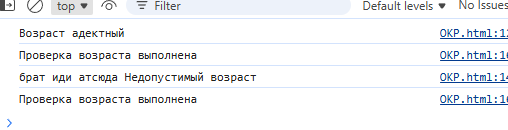 top Filter Default levels No Issues
Возраст адектный OKP.html:1
Проверка возраста выполнена OKP.html:1
брат иди атсюда Недопустимый возраст OKP.html:14
Проверка возраста выполнена OKP.html:1